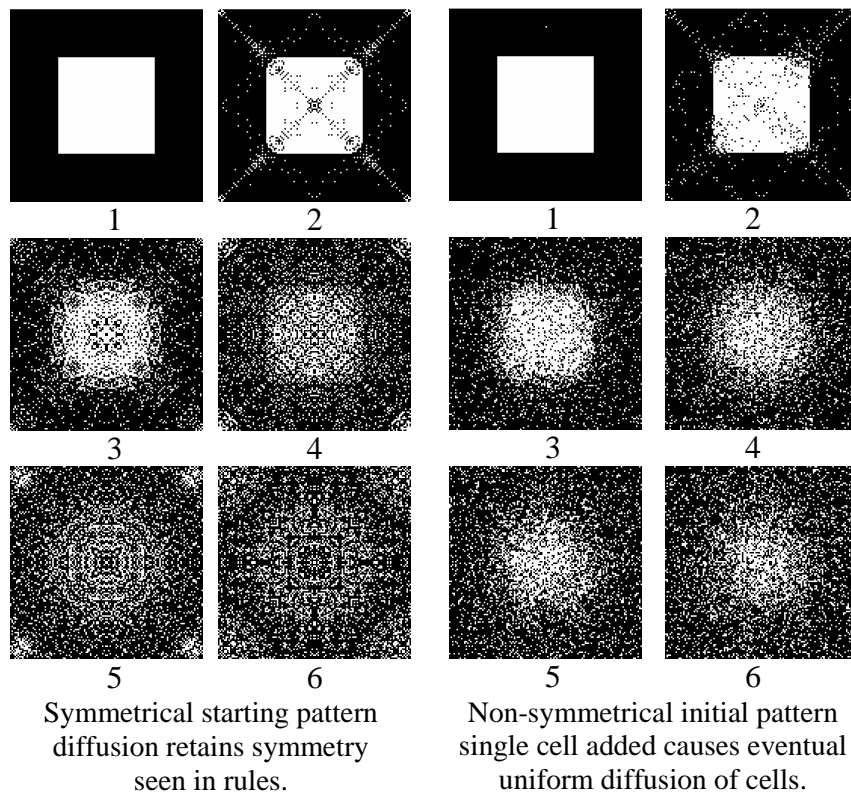 1
2
1
2
3
4
3
4
5
6
5
6
Symmetrical starting pattern
diffusion retains symmetry
seen in rules.
Non-symmetrical initial pattern
single cell added causes eventual
uniform diffusion of cells.